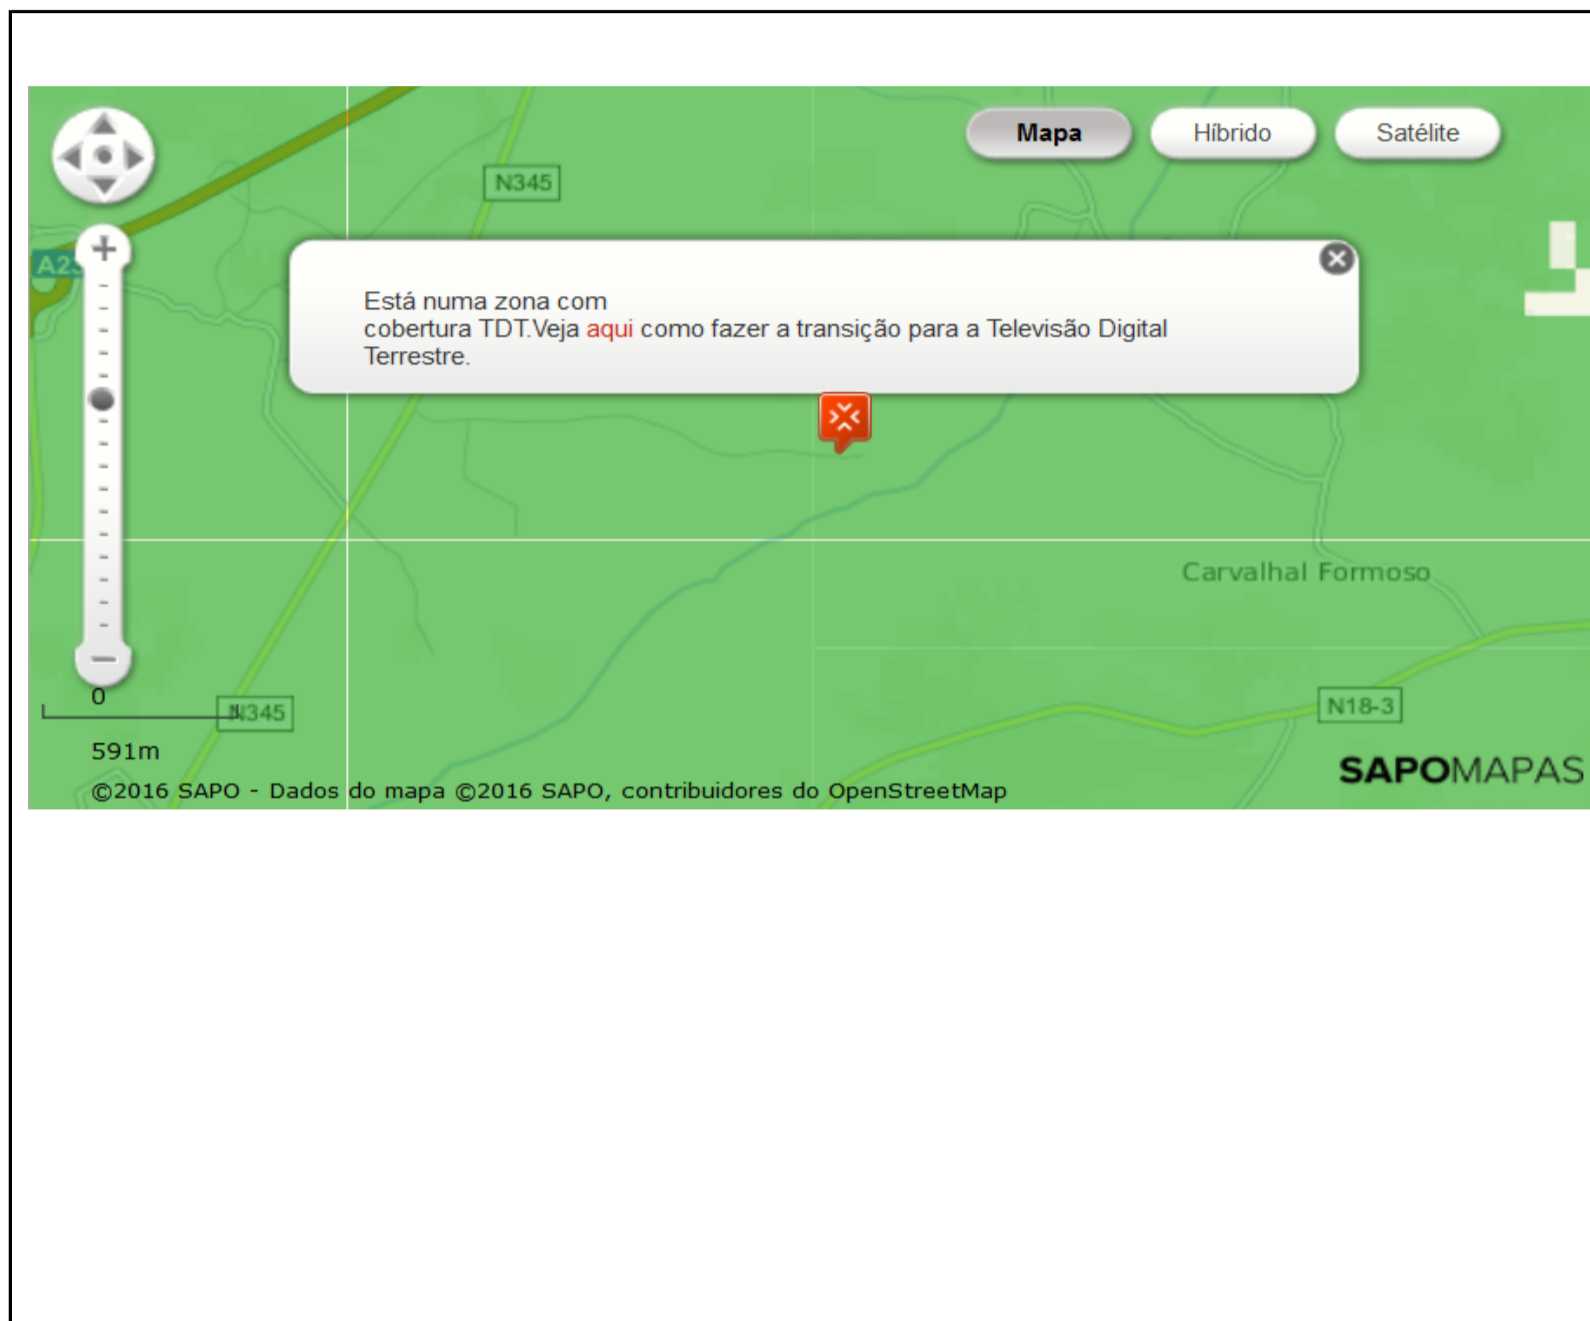 Mapa
Híbrido
Satélite
N345
A23
Está numa zona com
cobertura TDT.Veja aqui como fazer a transição para a Televisão Digital
Terrestre.
Carvalhal Formoso
N18-3
0
N345
591m
SAPOMAPAS
©2016 SAPO - Dados do mapa ©2016 SAPO, contribuidores do OpenStreetMap